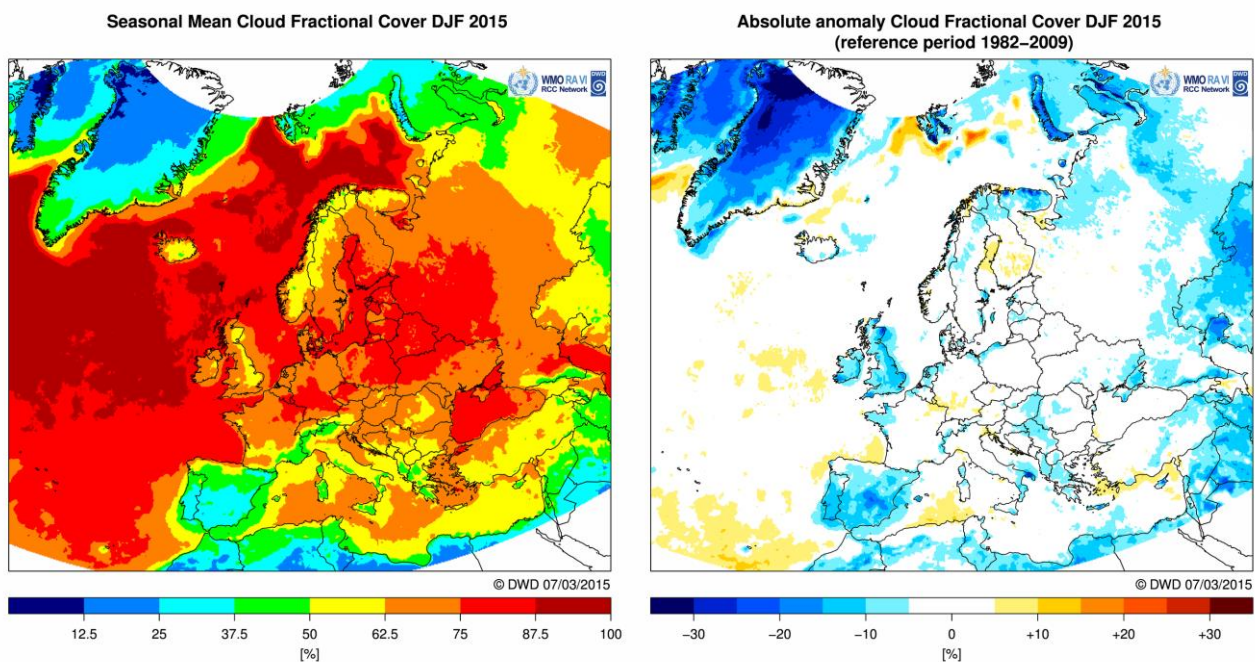 Seasonal Mean Cloud Fractional Cover DJF 2015
WMO RA VI
RCC Network
DWD
© DWD 07/03/2015
12.5 25 37.5 50 62.5 75 87.5 100
[%]
Absolute anomaly Cloud Fractional Cover DJF 2015
(reference period 1982−2009)
WMO RA VI
RCC Network
DWD
© DWD 07/03/2015
−30 −20 −10 0 +10 +20 +30
[%]